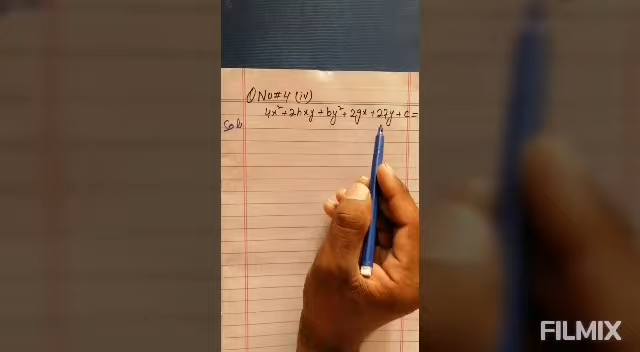 Q No#4 (iv)
4x² + 2hxy + by² + 2gx + 2fy + c =
Sol
FILMIX